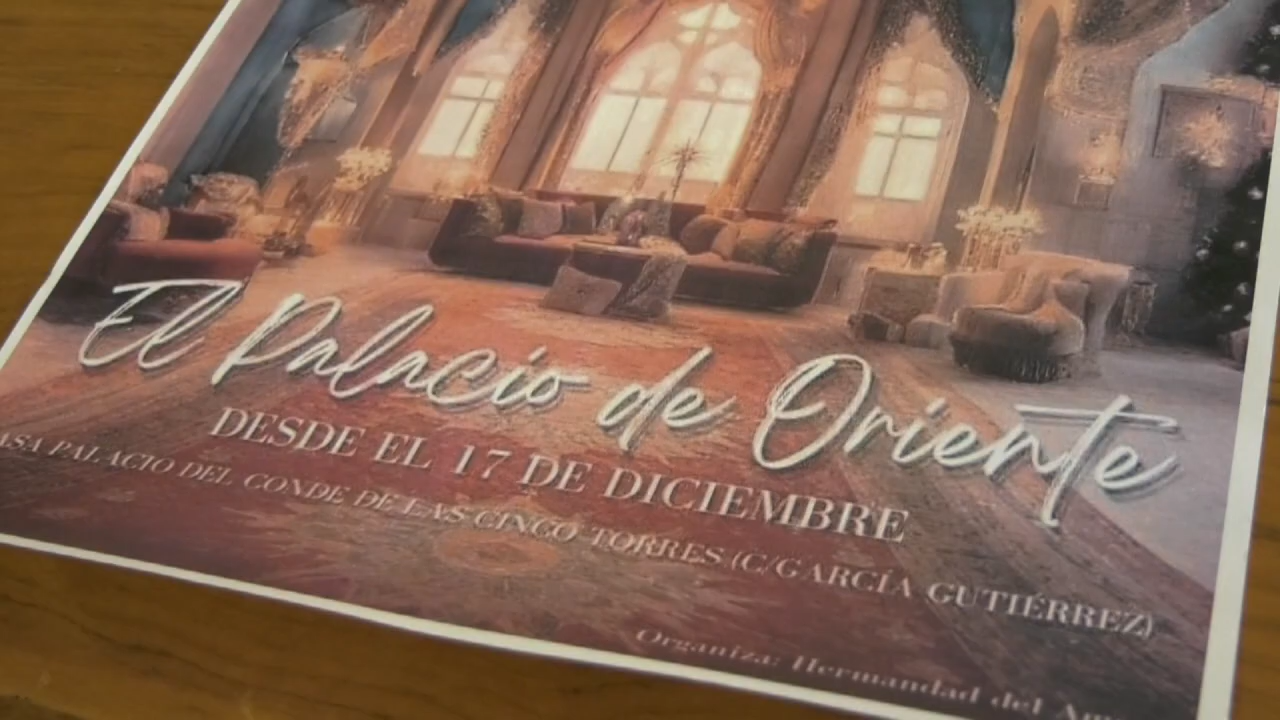 El Palacio de Oriente
DESDE EL 17 DE DICIEMBRE
PALACIO DEL CONDE DE LAS CINCO TORRES (C/GARCÍA GUTIÉRREZ)
Organiza: Hermandad del